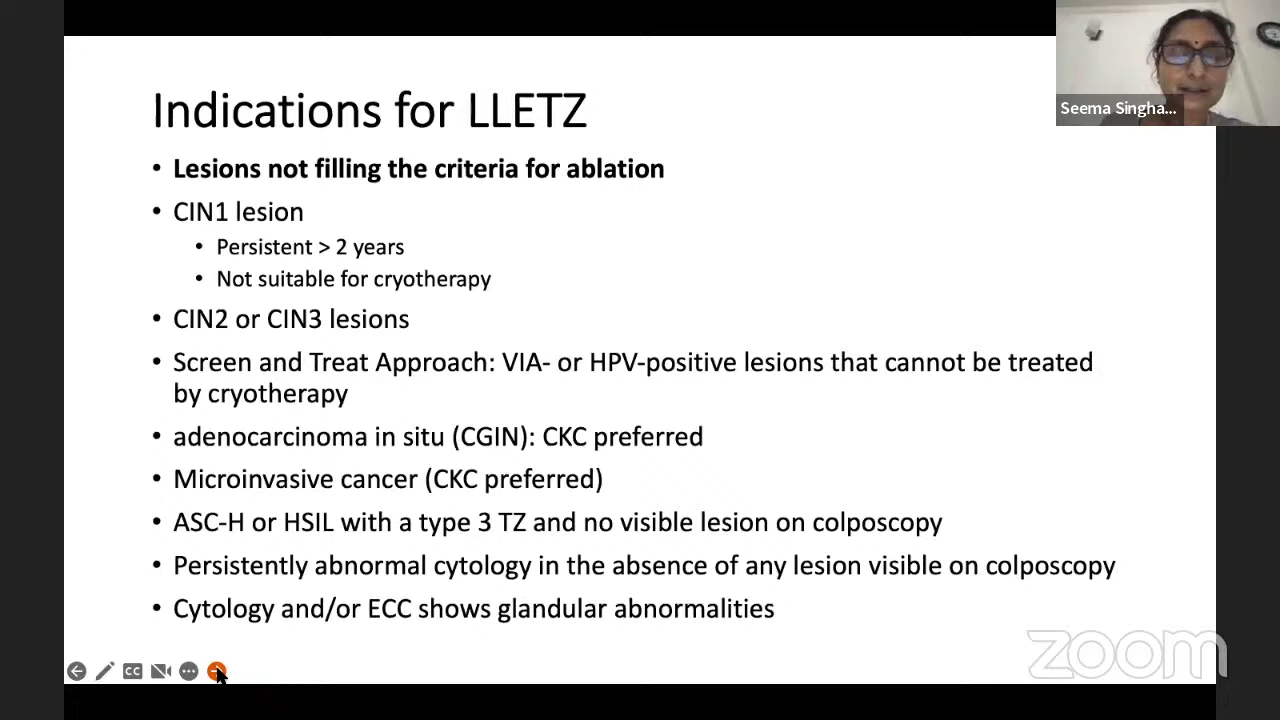 Indications for LLETZ
• Lesions not filling the criteria for ablation
• CIN1 lesion
• Persistent > 2 years
• Not suitable for cryotherapy
• CIN2 or CIN3 lesions
• Screen and Treat Approach: VIA- or HPV-positive lesions that cannot be treated
by cryotherapy
• adenocarcinoma in situ (CGIN): CKC preferred
• Microinvasive cancer (CKC preferred)
• ASC-H or HSIL with a type 3 TZ and no visible lesion on colposcopy
• Persistently abnormal cytology in the absence of any lesion visible on colposcopy
• Cytology and/or ECC shows glandular abnormalities
Seema Singha...
CC
zoom